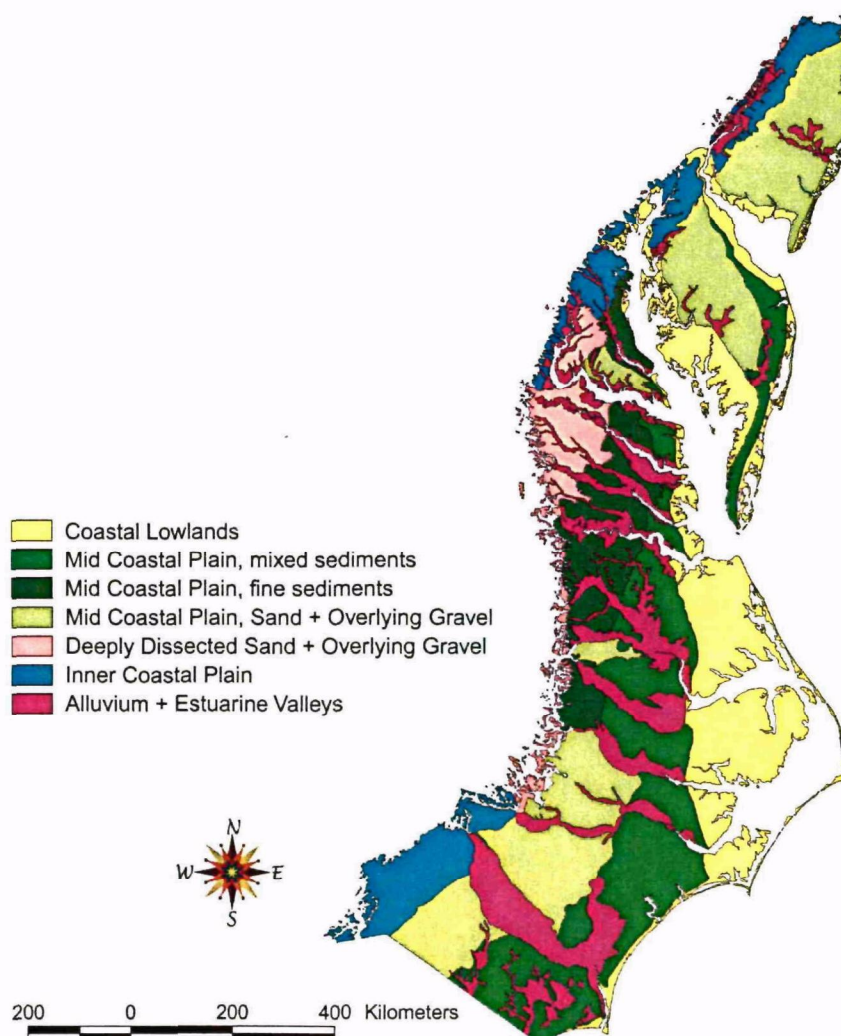 Coastal Lowlands
Mid Coastal Plain, mixed sediments
Mid Coastal Plain, fine sediments
Mid Coastal Plain, Sand + Overlying Gravel
Deeply Dissected Sand + Overlying Gravel
Inner Coastal Plain
Alluvium + Estuarine Valleys
N
W E
S
200 0 200 400 Kilometers